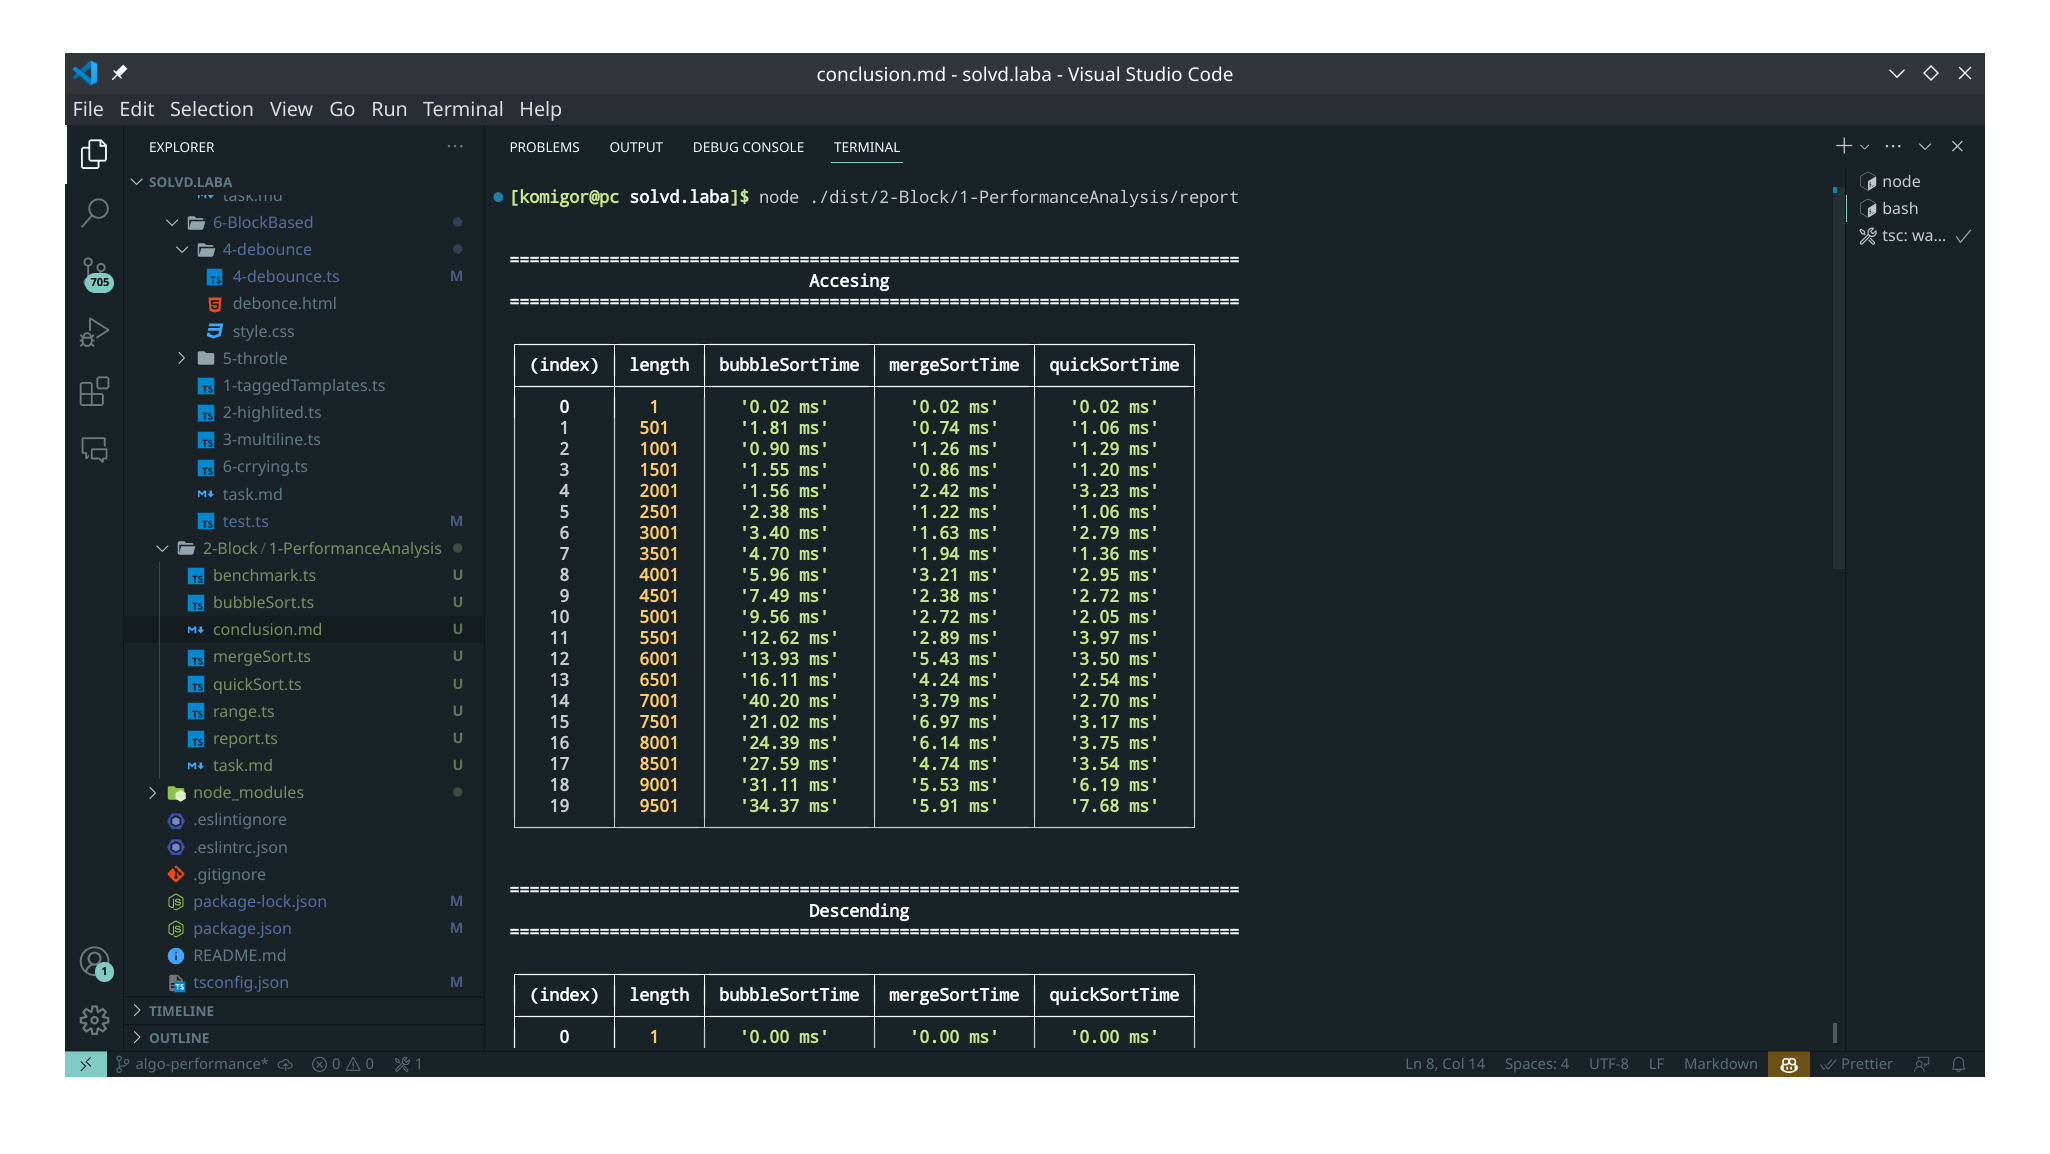 conclusion.md - solvd.laba - Visual Studio Code
File Edit Selection View Go Run Terminal Help
EXPLORER
SOLVD.LABA
task.md
6-BlockBased
4-debounce
4-debounce.ts M
debonce.html
style.css
5-throtle
1-taggedTamplates.ts
2-highlited.ts
3-multiline.ts
6-crrying.ts
task.md
test.ts M
2-Block / 1-PerformanceAnalysis
benchmark.ts U
bubbleSort.ts U
conclusion.md U
mergeSort.ts U
quickSort.ts U
range.ts U
report.ts U
task.md U
node_modules
.eslintignore
.eslintrc.json
.gitignore
package-lock.json M
package.json M
README.md
tsconfig.json M
TIMELINE
OUTLINE
705
1
PROBLEMS OUTPUT DEBUG CONSOLE TERMINAL
[komigor@pc solvd.laba]$ node ./dist/2-Block/1-PerformanceAnalysis/report
=========================================================================
Accesing
=========================================================================
(index) length bubbleSortTime mergeSortTime quickSortTime
0 1 '0.02 ms' '0.02 ms' '0.02 ms'
1 501 '1.81 ms' '0.74 ms' '1.06 ms'
2 1001 '0.90 ms' '1.26 ms' '1.29 ms'
3 1501 '1.55 ms' '0.86 ms' '1.20 ms'
4 2001 '1.56 ms' '2.42 ms' '3.23 ms'
5 2501 '2.38 ms' '1.22 ms' '1.06 ms'
6 3001 '3.40 ms' '1.63 ms' '2.79 ms'
7 3501 '4.70 ms' '1.94 ms' '1.36 ms'
8 4001 '5.96 ms' '3.21 ms' '2.95 ms'
9 4501 '7.49 ms' '2.38 ms' '2.72 ms'
10 5001 '9.56 ms' '2.72 ms' '2.05 ms'
11 5501 '12.62 ms' '2.89 ms' '3.97 ms'
12 6001 '13.93 ms' '5.43 ms' '3.50 ms'
13 6501 '16.11 ms' '4.24 ms' '2.54 ms'
14 7001 '40.20 ms' '3.79 ms' '2.70 ms'
15 7501 '21.02 ms' '6.97 ms' '3.17 ms'
16 8001 '24.39 ms' '6.14 ms' '3.75 ms'
17 8501 '27.59 ms' '4.74 ms' '3.54 ms'
18 9001 '31.11 ms' '5.53 ms' '6.19 ms'
19 9501 '34.37 ms' '5.91 ms' '7.68 ms'
=========================================================================
Descending
=========================================================================
(index) length bubbleSortTime mergeSortTime quickSortTime
0 1 '0.00 ms' '0.00 ms' '0.00 ms'
node
bash
tsc: wa...
algo-performance* 0 0 1 Ln 8, Col 14 Spaces: 4 UTF-8 LF Markdown Prettier